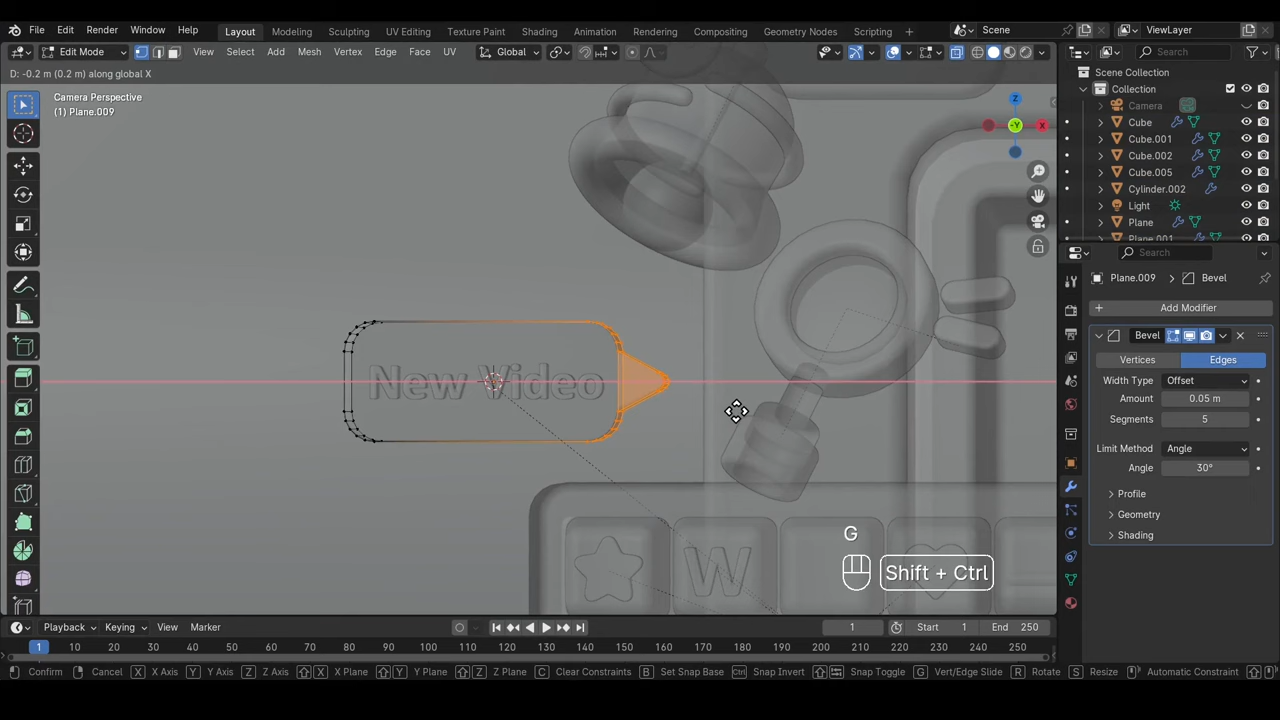 File Edit Render Window Help Layout Modeling Sculpting UV Editing Texture Paint Shading Animation Rendering Compositing Geometry Nodes Scripting Scene ViewLayer
Edit Mode View Select Add Mesh Vertex Edge Face UV Global Search
D: -0.2 m (0.2 m) along global X
Scene Collection
Camera Perspective
Collection
(1) Plane.009
Camera
Z
Cube
-Y
X
Cube.001
Cube.002
Cube.005
Cylinder.002
Light
Plane
Plane.001
Search
Plane.009 Bevel
Add Modifier
Bevel
Vertices Edges
Width Type Offset
New Video
Amount 0.05 m
Segments 5
Limit Method Angle
Angle 30°
Profile
Geometry
Shading
G
W
Shift + Ctrl
Playback Keying View Marker 1 Start 1 End 250
1 10 20 30 40 50 60 70 80 90 100 110 120 130 140 150 160 170 180 190 200 210 220 230 240 250
Confirm Cancel X X Axis Y Y Axis Z Z Axis X X Plane Y Y Plane Z Z Plane C Clear Constraints B Set Snap Base Ctrl Snap Invert Snap Toggle G Vert/Edge Slide R Rotate S Resize Automatic Constraint